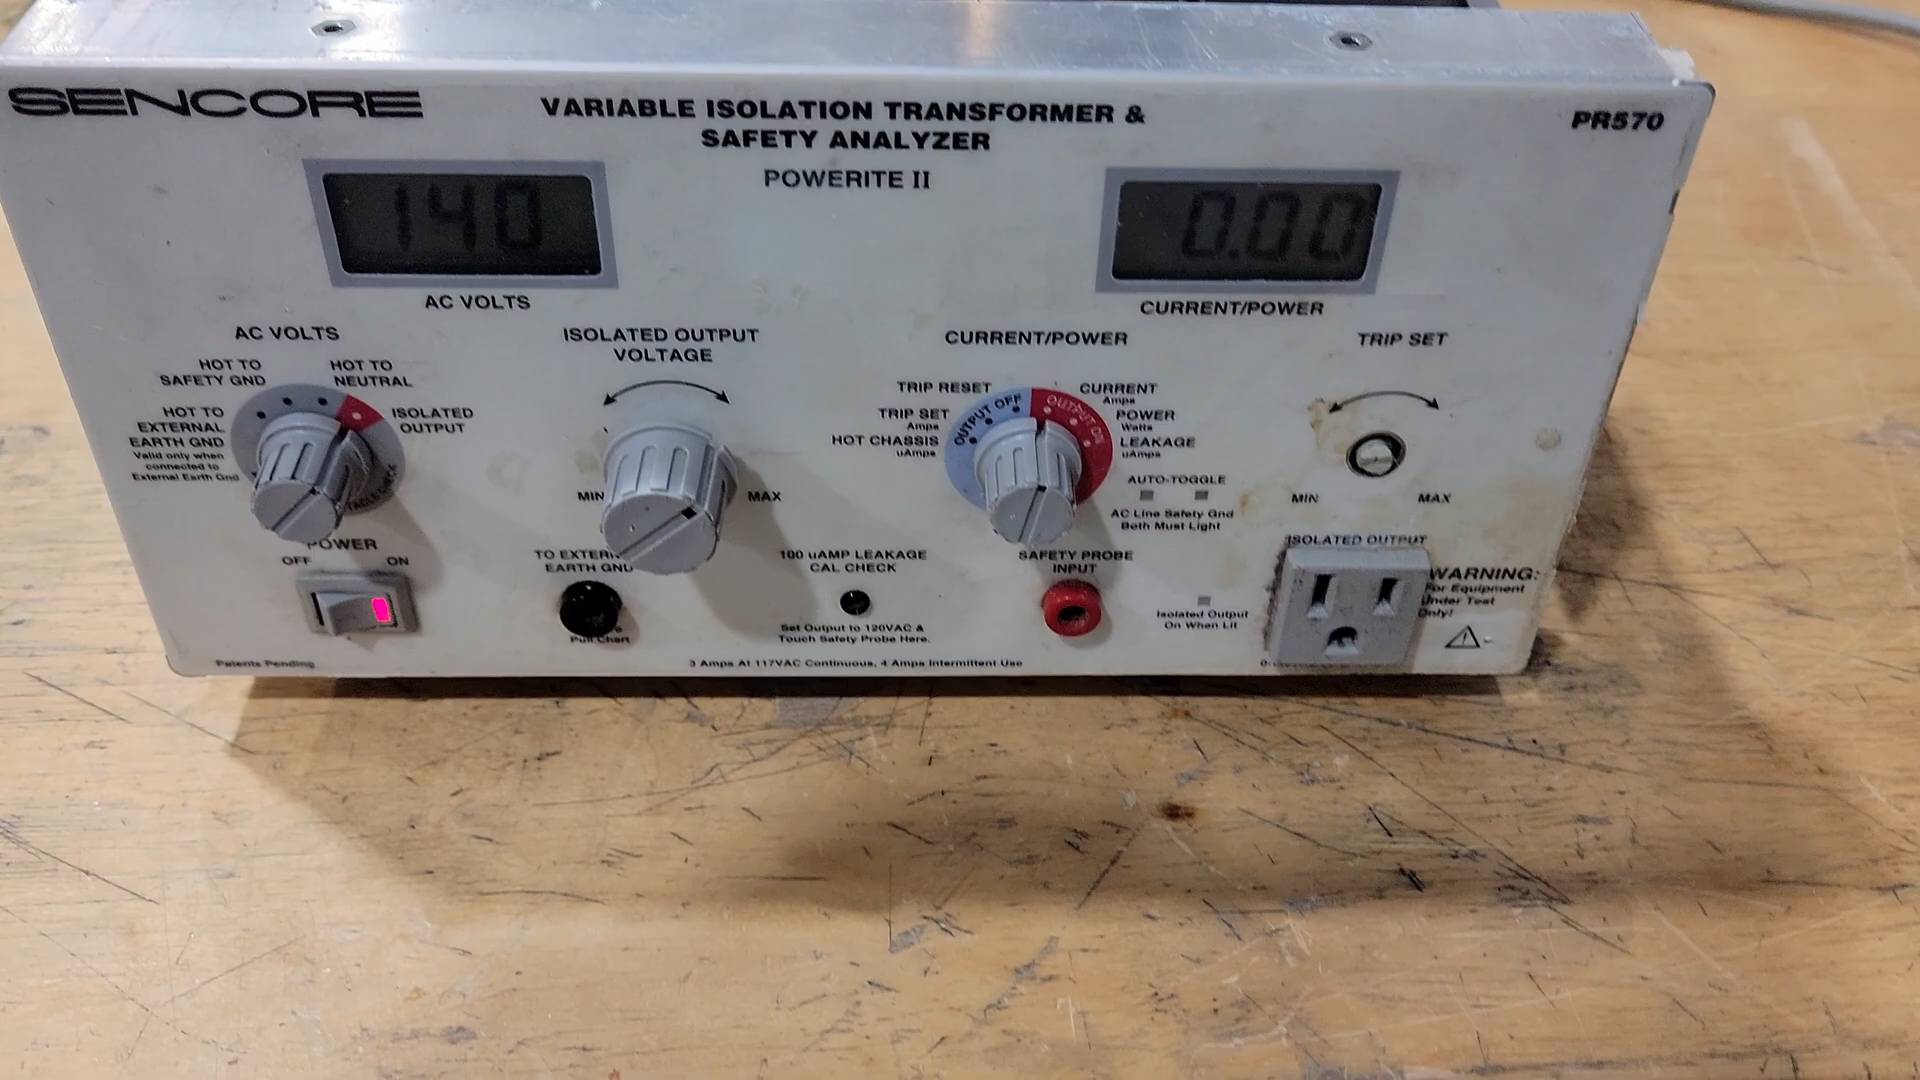 SENCORE
VARIABLE ISOLATION TRANSFORMER &
SAFETY ANALYZER
PR570
POWERITE II
140
0.00
AC VOLTS
CURRENT/POWER
AC VOLTS
HOT TO
SAFETY GND
HOT TO
NEUTRAL
HOT TO
EXTERNAL
EARTH GND
Valid only when
connected to
External Earth Gnd
ISOLATED
OUTPUT
ISOLATED OUTPUT
VOLTAGE
MIN
MAX
CURRENT/POWER
TRIP RESET
TRIP SET
Amps
HOT CHASSIS
uAmps
OUTPUT OFF
OUTPUT ON
CURRENT
Amps
POWER
Watts
LEAKAGE
uAmps
AUTO-TOGGLE
AC Line Safety Gnd
Both Must Light
TRIP SET
MIN
MAX
POWER
OFF
ON
TO EXTERN
EARTH GND
Pull Chart
100 uAMP LEAKAGE
CAL CHECK
Set Output to 120VAC &
Touch Safety Probe Here.
SAFETY PROBE
INPUT
Isolated Output
On When Lit
ISOLATED OUTPUT
WARNING:
For Equipment
Under Test
Only!
Patents Pending
3 Amps At 117VAC Continuous, 4 Amps Intermittent Use